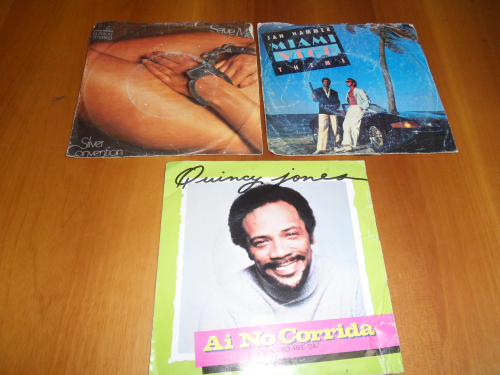 Save Me
Silver
Convention
JAN HAMMER
MIAMI
VICE
THEME
Quincy Jones
Ai No Corrida